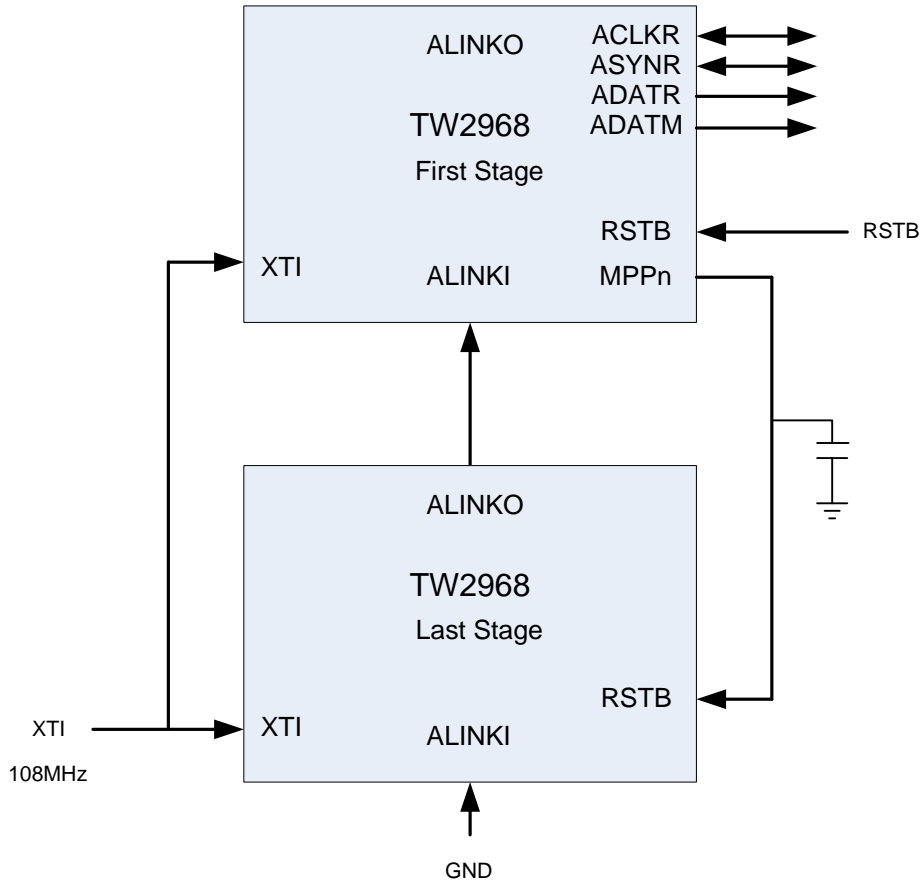 ALINKO
ACLKR
ASYNR
ADATR
ADATM
TW2968
First Stage
RSTB
RSTB
XTI
ALINKI
MPPn
ALINKO
TW2968
Last Stage
RSTB
XTI
108MHz
XTI
ALINKI
GND